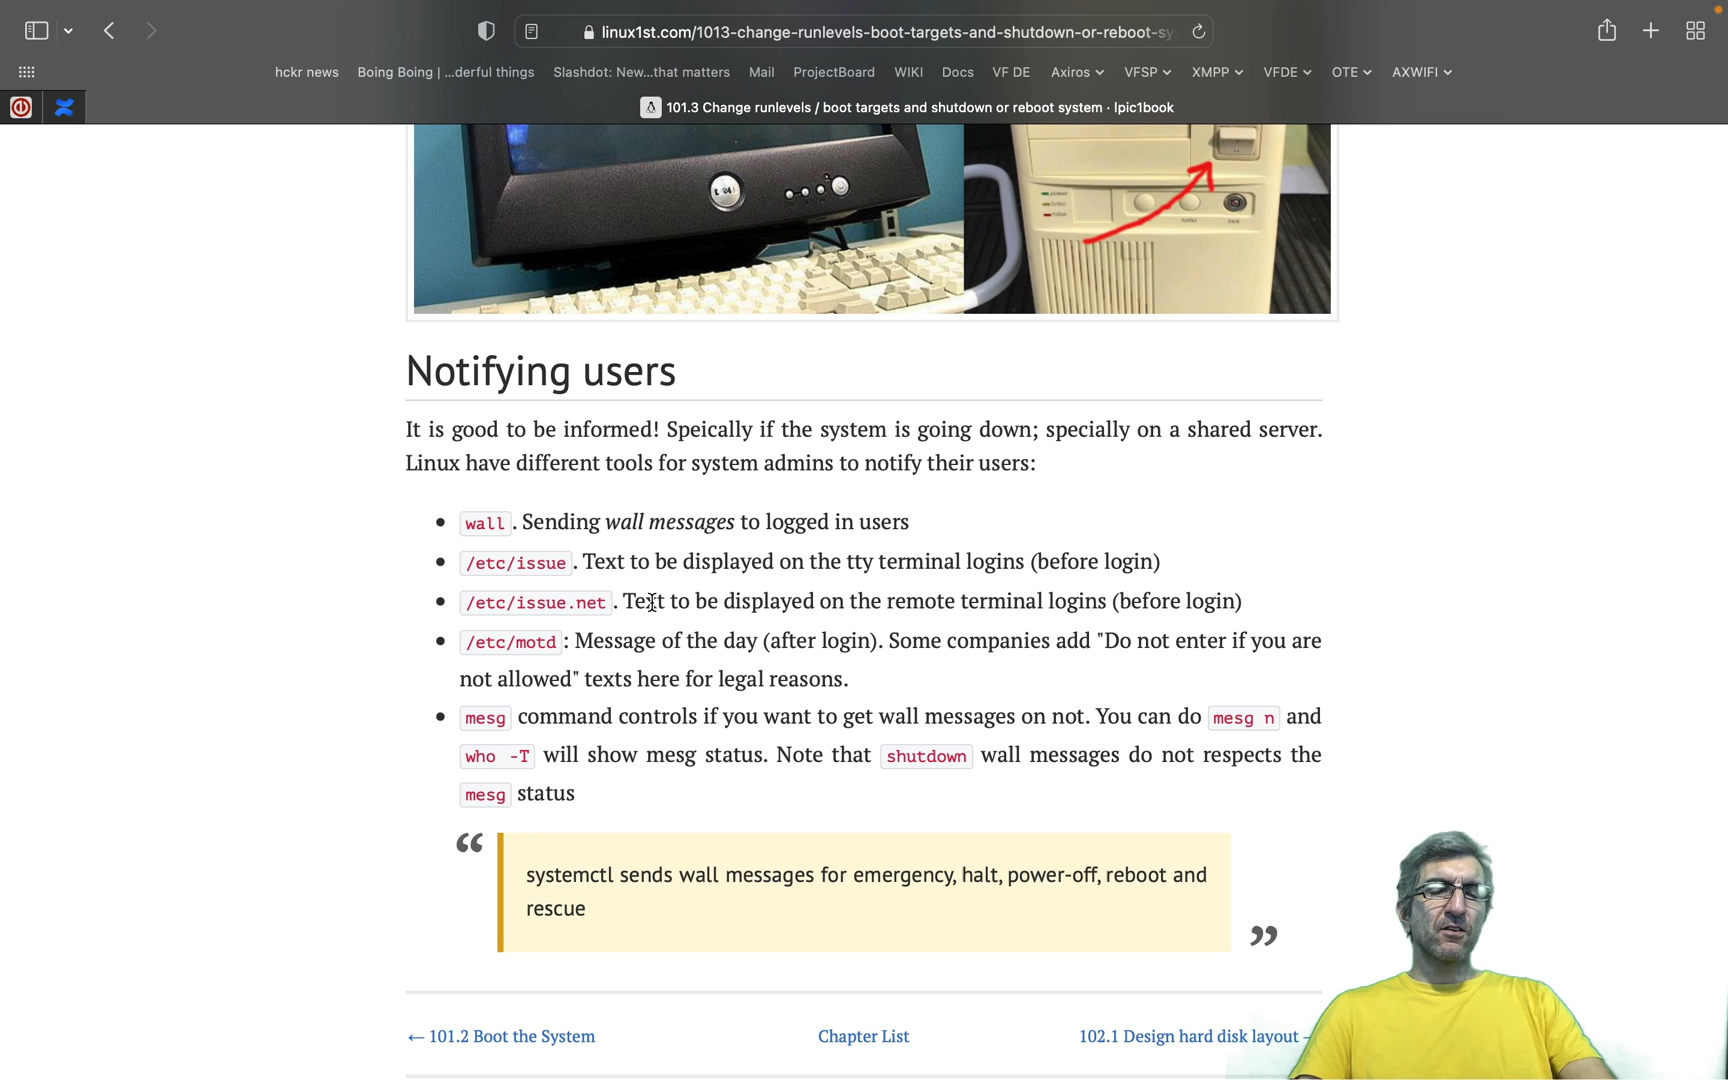 linux1st.com/1013-change-runlevels-boot-targets-and-shutdown-or-reboot-sy
hckr news Boing Boing | ...derful things Slashdot: New...that matters Mail ProjectBoard WIKI Docs VF DE Axiros VFSP XMPP VFDE OTE AXWIFI
101.3 Change runlevels / boot targets and shutdown or reboot system · lpic1book
Notifying users
It is good to be informed! Speically if the system is going down; specially on a shared server.
Linux have different tools for system admins to notify their users:
• wall. Sending wall messages to logged in users
• /etc/issue. Text to be displayed on the tty terminal logins (before login)
• /etc/issue.net. Text to be displayed on the remote terminal logins (before login)
• /etc/motd: Message of the day (after login). Some companies add "Do not enter if you are
not allowed" texts here for legal reasons.
• mesg command controls if you want to get wall messages on not. You can do mesg n and
who -T will show mesg status. Note that shutdown wall messages do not respects the
mesg status
“ systemctl sends wall messages for emergency, halt, power-off, reboot and
rescue ”
← 101.2 Boot the System Chapter List 102.1 Design hard disk layout